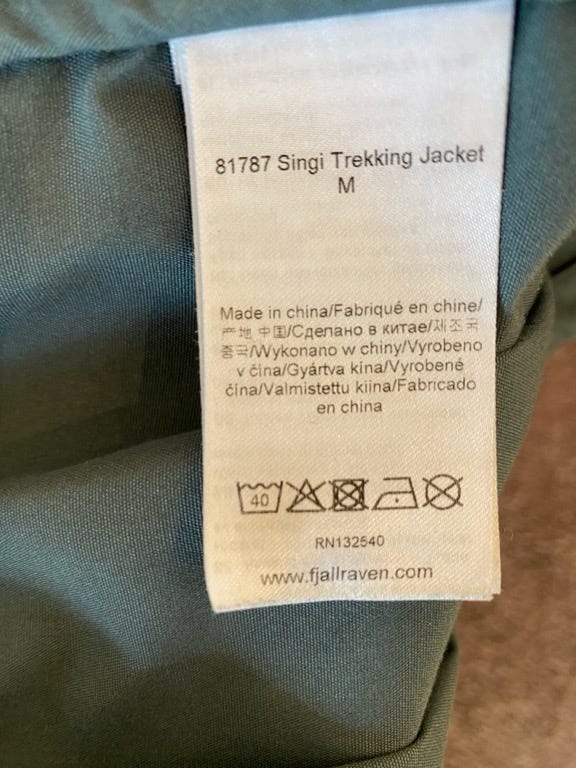 81787 Singi Trekking Jacket
M
Made in china/Fabriqué en chine/
产地 中国/Сделано в китае/제조국
중국/Wykonano w chiny/Vyrobeno
v čína/Gyártva kína/Vyrobené
čína/Valmistettu kiina/Fabricado
en china
40
RN132540
www.fjallraven.com